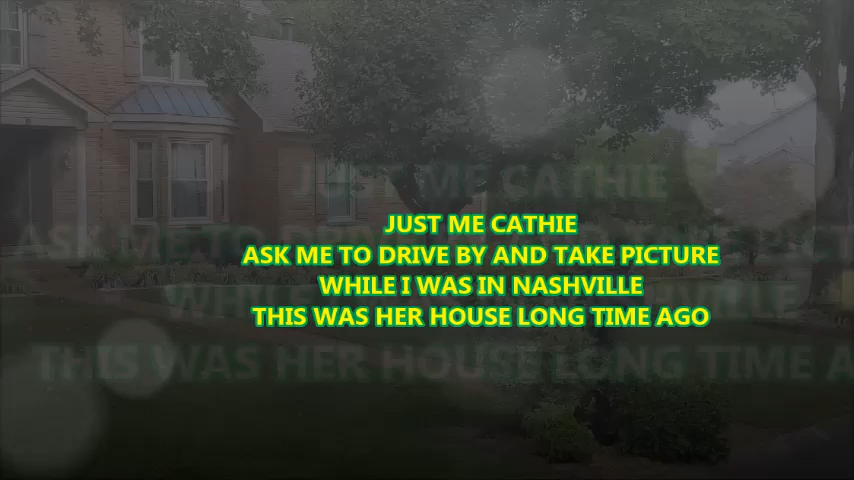 JUST ME CATHIE
ASK ME TO DRIVE BY AND TAKE PICTURE
WHILE I WAS IN NASHVILLE
THIS WAS HER HOUSE LONG TIME AGO